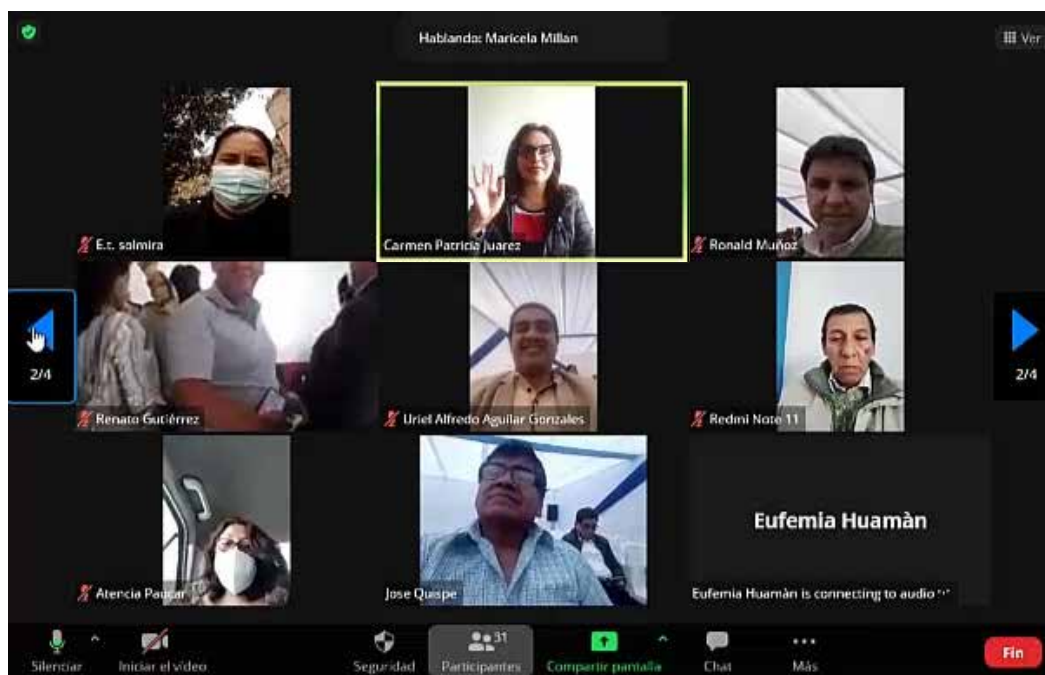 Hablando: Maricela Millan
Ver
E.t. salmira
Carmen Patricia Juarez
Ronald Muñoz
2/4
2/4
Renato Gutiérrez
Uriel Alfredo Aguilar Gonzales
Redmi Note 11
Eufemia Huamàn
Atencia Paucar
Jose Quispe
Eufemia Huamàn is connecting to audio
31
Silenciar
Iniciar el vídeo
Seguridad
Participantes
Compartir pantalla
Chat
Más
Fin